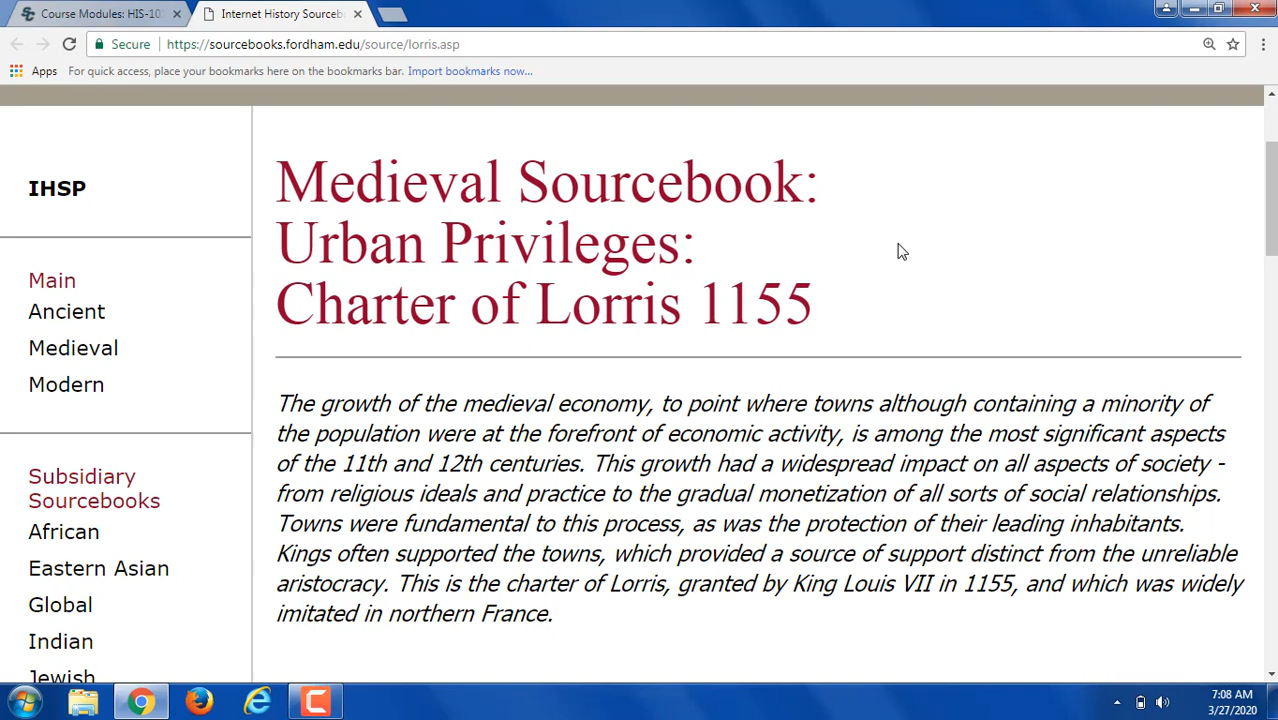 Course Modules: HIS-10
Internet History Sourceb
Secure
https://sourcebooks.fordham.edu/source/lorris.asp
Apps
For quick access, place your bookmarks here on the bookmarks bar. Import bookmarks now...
IHSP
Main
Ancient
Medieval
Modern
Subsidiary
Sourcebooks
African
Eastern Asian
Global
Indian
Jewish
Medieval Sourcebook:
Urban Privileges:
Charter of Lorris 1155
The growth of the medieval economy, to point where towns although containing a minority of
the population were at the forefront of economic activity, is among the most significant aspects
of the 11th and 12th centuries. This growth had a widespread impact on all aspects of society -
from religious ideals and practice to the gradual monetization of all sorts of social relationships.
Towns were fundamental to this process, as was the protection of their leading inhabitants.
Kings often supported the towns, which provided a source of support distinct from the unreliable
aristocracy. This is the charter of Lorris, granted by King Louis VII in 1155, and which was widely
imitated in northern France.
7:08 AM
3/27/2020